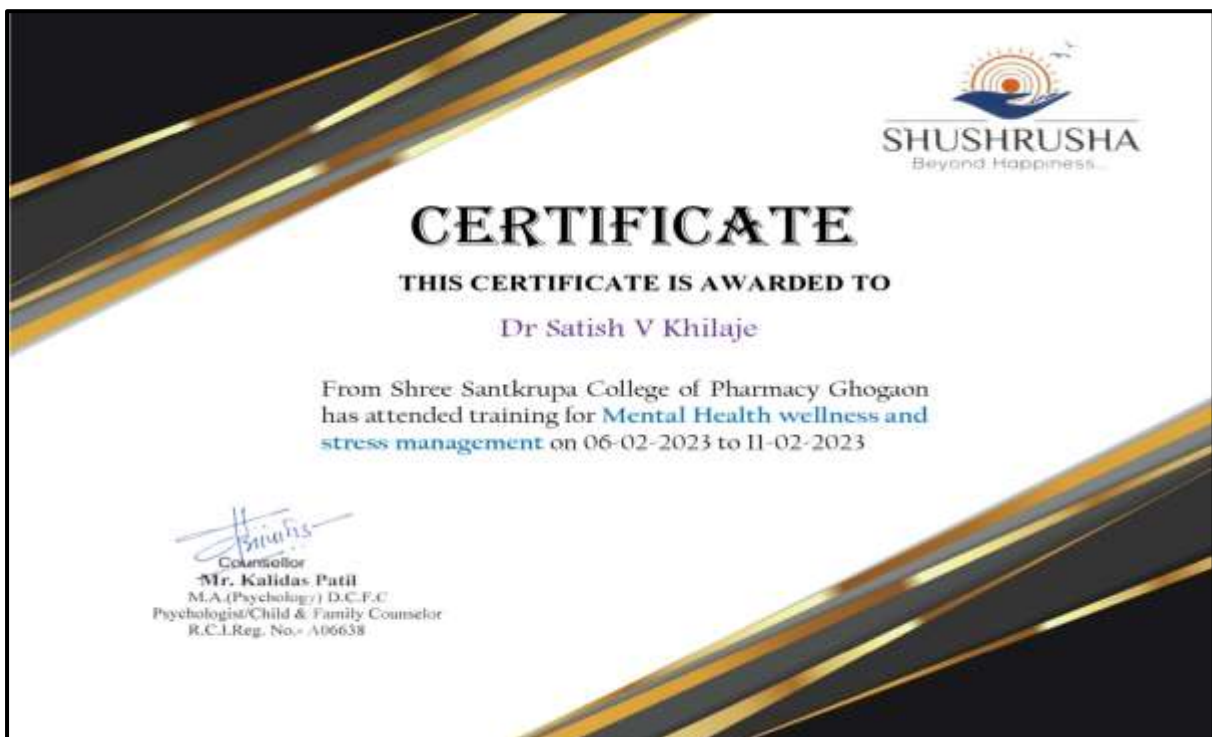 SHUSHRUSHA
Beyond Happiness...
CERTIFICATE
THIS CERTIFICATE IS AWARDED TO
Dr Satish V Khilaje
From Shree Santkrupa College of Pharmacy Ghogaon
has attended training for Mental Health wellness and
stress management on 06-02-2023 to 11-02-2023
Counsellor
Mr. Kalidas Patil
M.A.(Psychology) D.C.F.C
Psychologist/Child & Family Counselor
R.C.I.Reg. No.- A06638